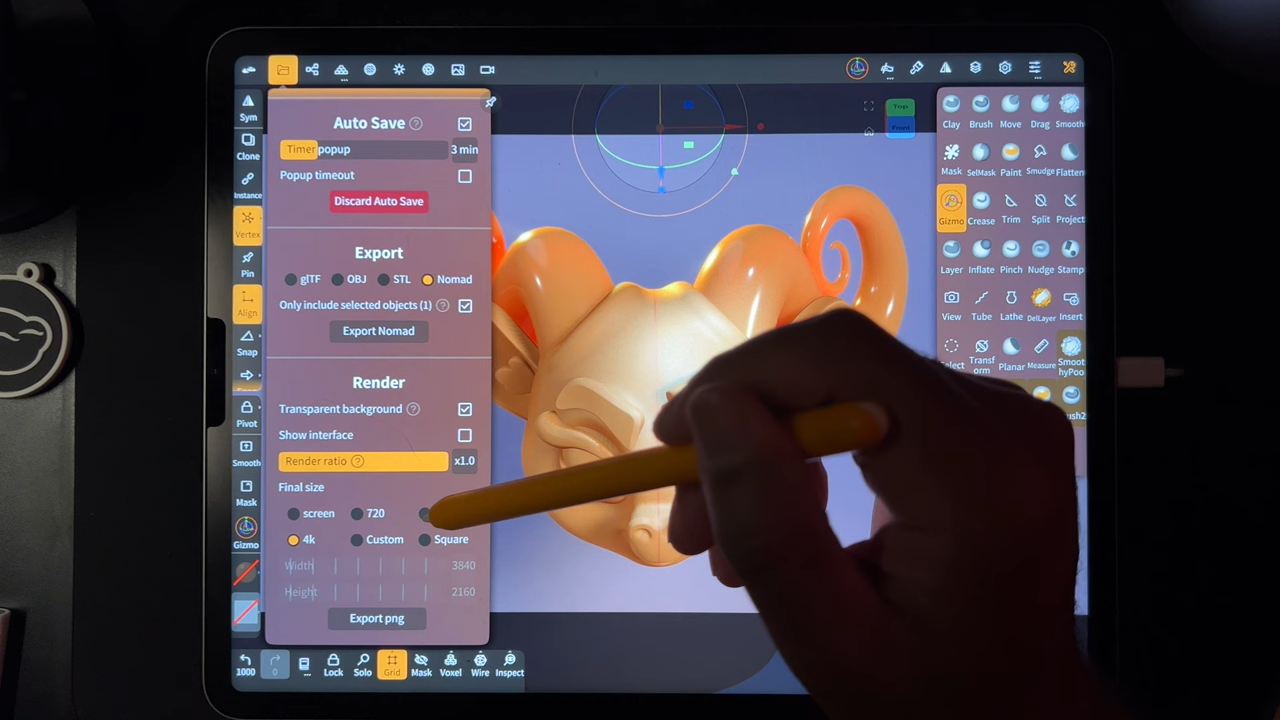 Sym
Clone
Instance
Vertex
Pin
Align
Snap
Pivot
Smooth
Mask
Gizmo
Auto Save ?
Timer popup 3 min
Popup timeout
Discard Auto Save
Export
glTF OBJ STL Nomad
Only include selected objects (1) ?
Export Nomad
Render
Transparent background ?
Show interface
Render ratio ? x1.0
Final size
screen 720
4k Custom Square
Width 3840
Height 2160
Export png
Top
Front
Clay Brush Move Drag Smooth
Mask SelMask Paint Smudge Flatten
Gizmo Crease Trim Split Project
Layer Inflate Pinch Nudge Stamp
View Tube Lathe DelLayer Insert
Select Transform Planar Measure SmoothyPoo
1000 0 ... Lock Solo Grid Mask Voxel Wire Inspect